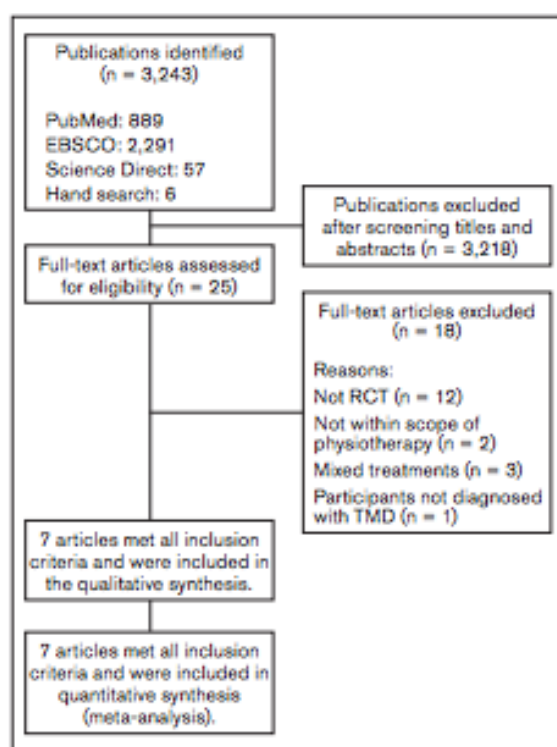 Publications identified
(n = 3,243)
PubMed: 889
EBSCO: 2,291
Science Direct: 57
Hand search: 6
Publications excluded
after screening titles and
abstracts (n = 3,218)
Full-text articles assessed
for eligibility (n = 25)
Full-text articles excluded
(n = 18)
Reasons:
Not RCT (n = 12)
Not within scope of
physiotherapy (n = 2)
Mixed treatments (n = 3)
Participants not diagnosed
with TMD (n = 1)
7 articles met all inclusion
criteria and were included in
the qualitative synthesis.
7 articles met all inclusion
criteria and were included in
quantitative synthesis
(meta-analysis).